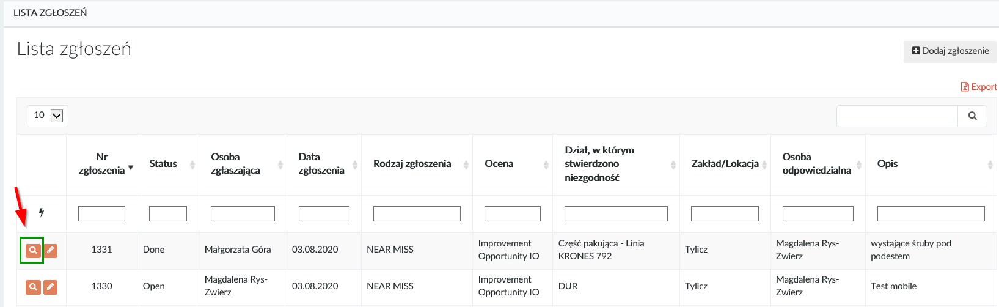 LISTA ZGŁOSZEŃ
Lista zgłoszeń
Dodaj zgłoszenie
Export
10
Nr zgłoszenia
Status
Osoba zgłaszająca
Data zgłoszenia
Rodzaj zgłoszenia
Ocena
Dział, w którym stwierdzono niezgodność
Zakład/Lokacja
Osoba odpowiedzialna
Opis
1331
Done
Małgorzata Góra
03.08.2020
NEAR MISS
Improvement Opportunity IO
Część pakująca - Linia KRONES 792
Tylicz
Magdalena Rys-Zwierz
wystające śruby pod podestem
1330
Open
Magdalena Rys-Zwierz
03.08.2020
NEAR MISS
Improvement Opportunity IO
DUR
Tylicz
Magdalena Rys-Zwierz
Test mobile